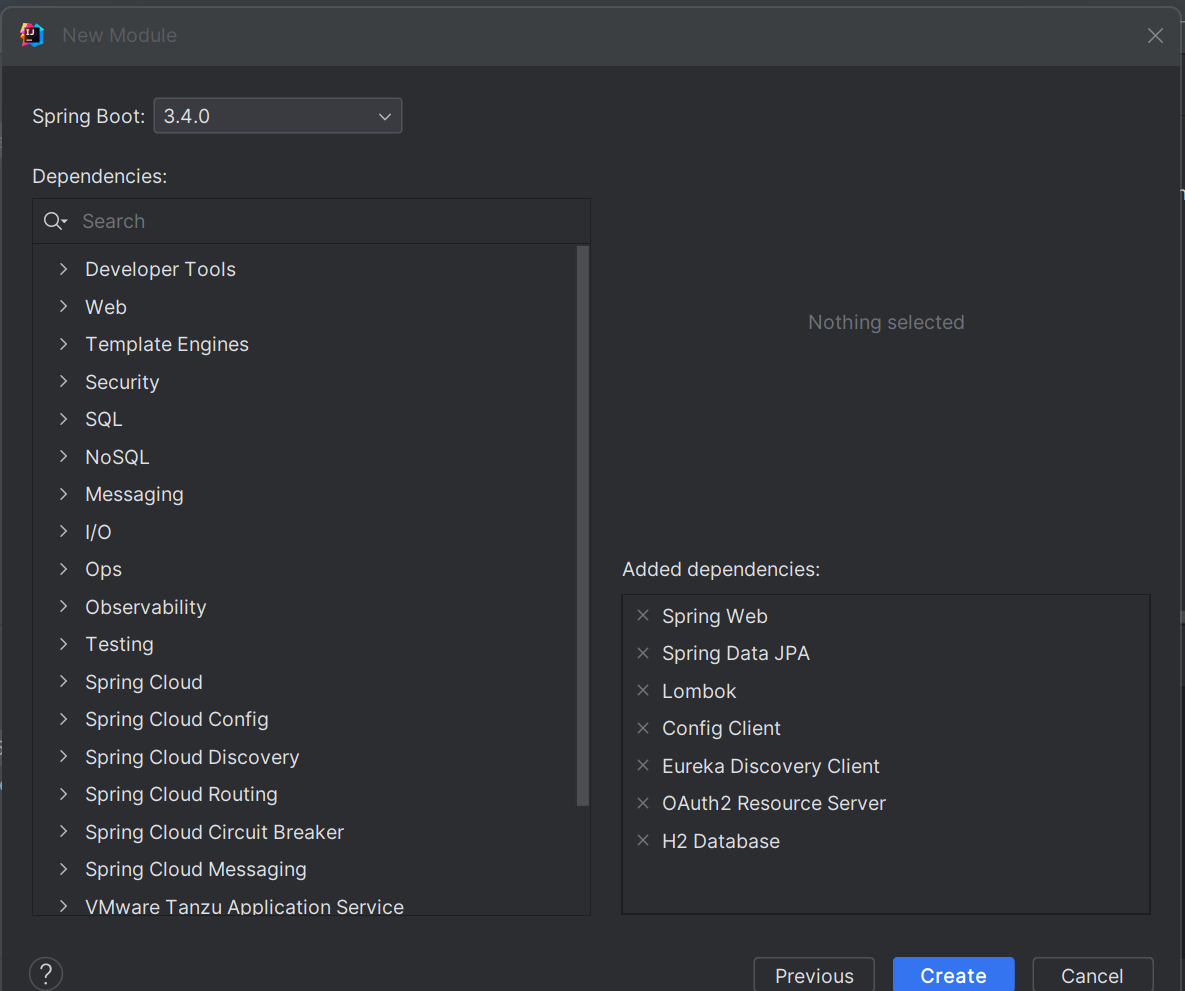 New Module
Spring Boot: 3.4.0
Dependencies:
Search
Developer Tools
Web
Template Engines
Security
SQL
NoSQL
Messaging
I/O
Ops
Observability
Testing
Spring Cloud
Spring Cloud Config
Spring Cloud Discovery
Spring Cloud Routing
Spring Cloud Circuit Breaker
Spring Cloud Messaging
VMware Tanzu Application Service
Nothing selected
Added dependencies:
Spring Web
Spring Data JPA
Lombok
Config Client
Eureka Discovery Client
OAuth2 Resource Server
H2 Database
? Previous Create Cancel